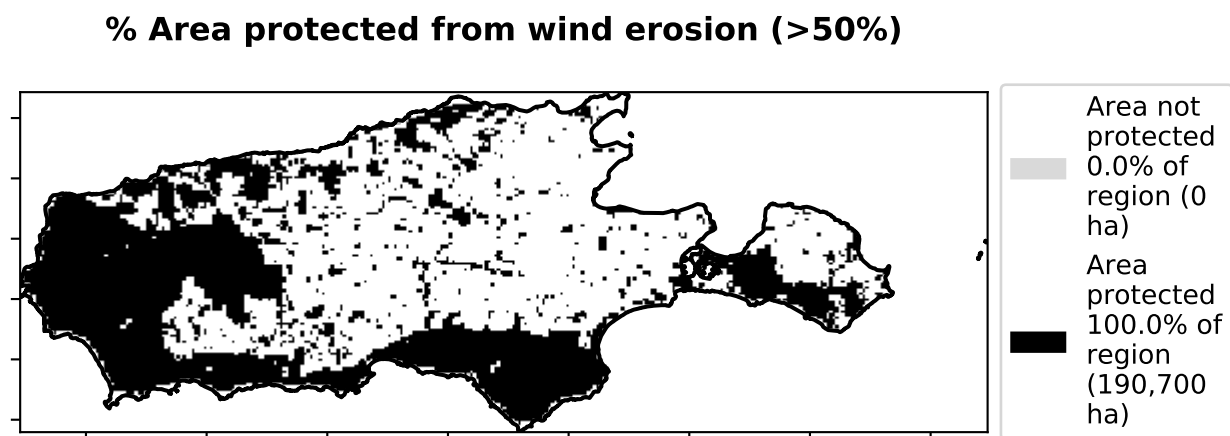 % Area protected from wind erosion (>50%)
Area not
protected
0.0% of
region (0
ha)
Area
protected
100.0% of
region
(190,700
ha)